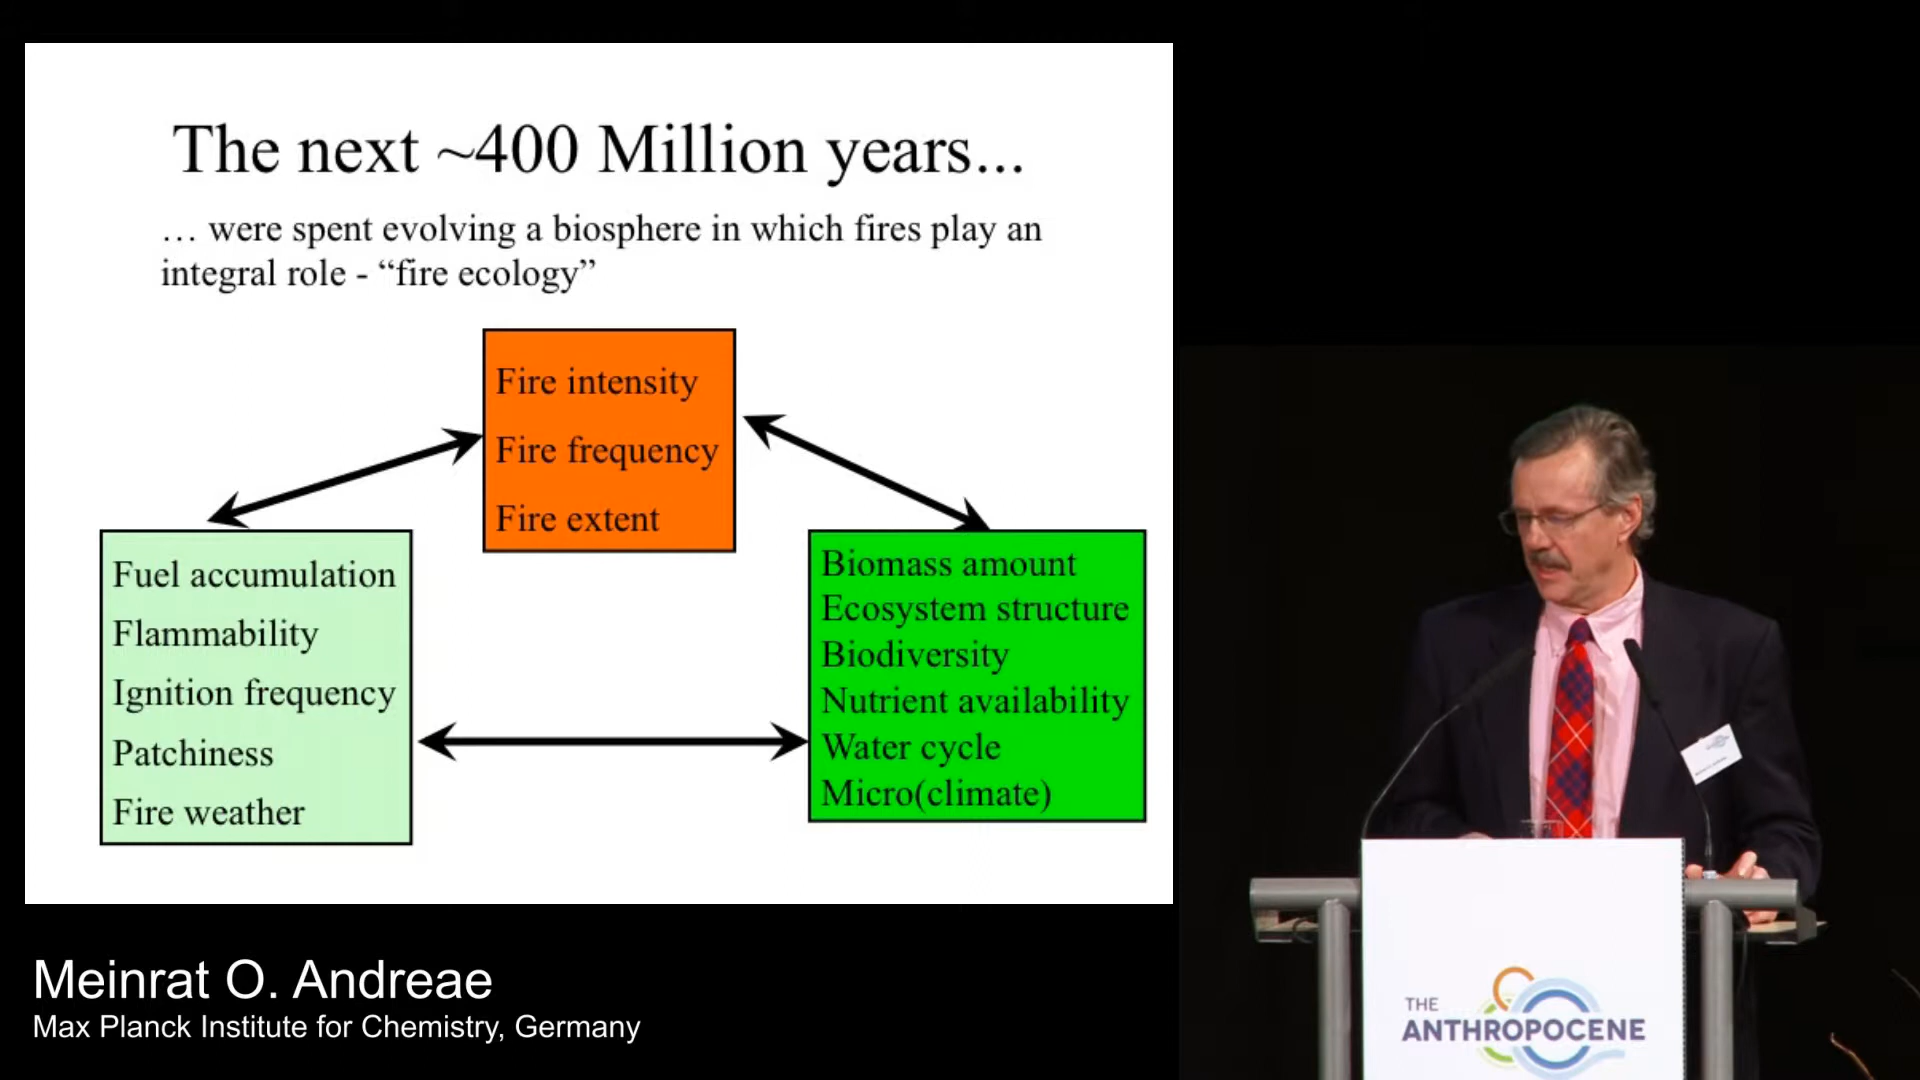 The next ~400 Million years...
… were spent evolving a biosphere in which fires play an
integral role - “fire ecology”
Fire intensity
Fire frequency
Fire extent
Fuel accumulation
Flammability
Ignition frequency
Patchiness
Fire weather
Biomass amount
Ecosystem structure
Biodiversity
Nutrient availability
Water cycle
Micro(climate)
Meinrat O. Andreae
Max Planck Institute for Chemistry, Germany
THE
ANTHROPOCENE